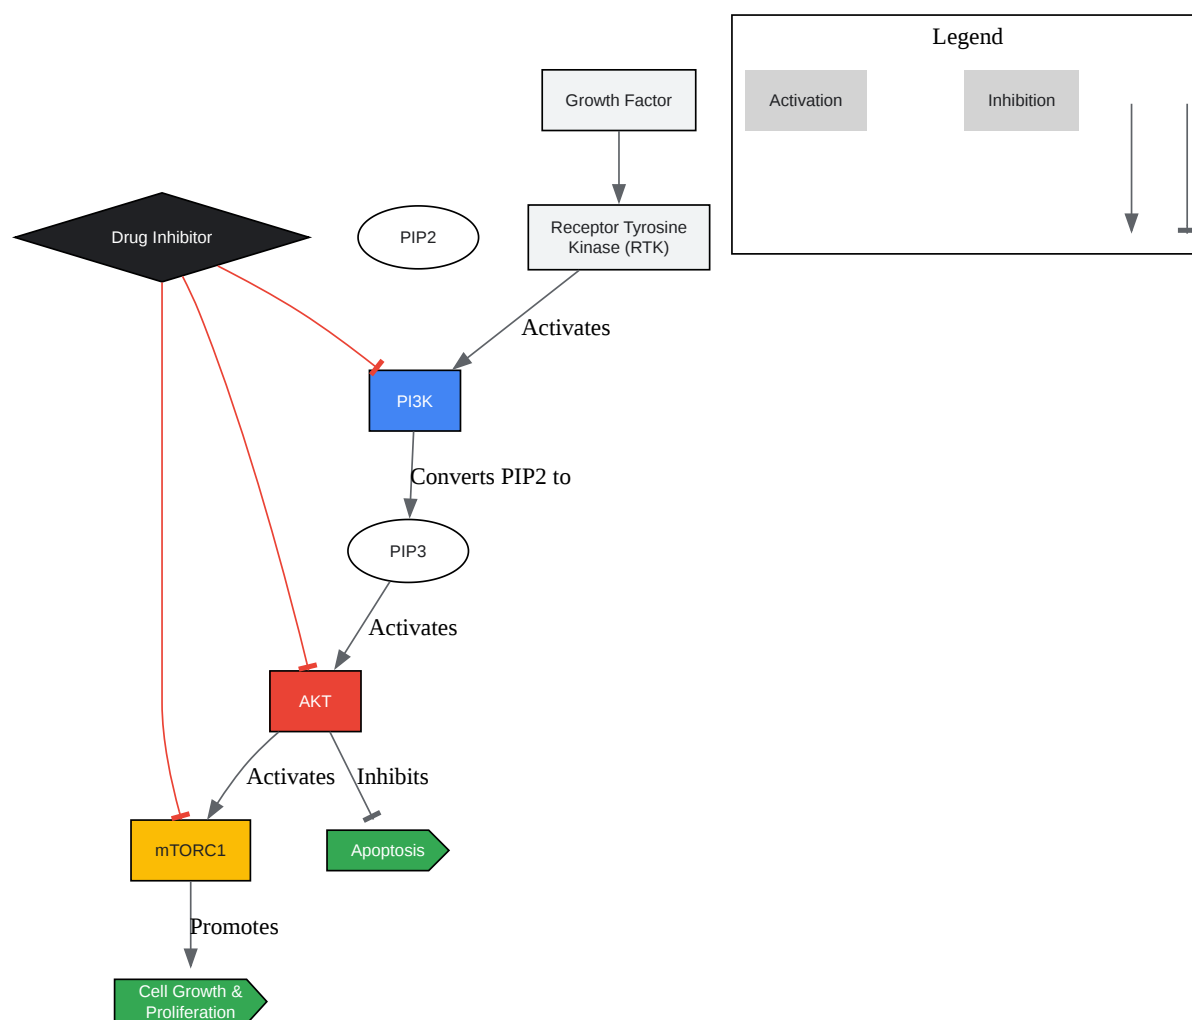 Legend
Growth Factor
Activation
Inhibition
Drug Inhibitor
PIP2
Receptor Tyrosine
Kinase (RTK)
Activates
PI3K
Converts PIP2 to
PIP3
Activates
AKT
Activates
Inhibits
mTORC1
Apoptosis
Promotes
Cell Growth &
Proliferation